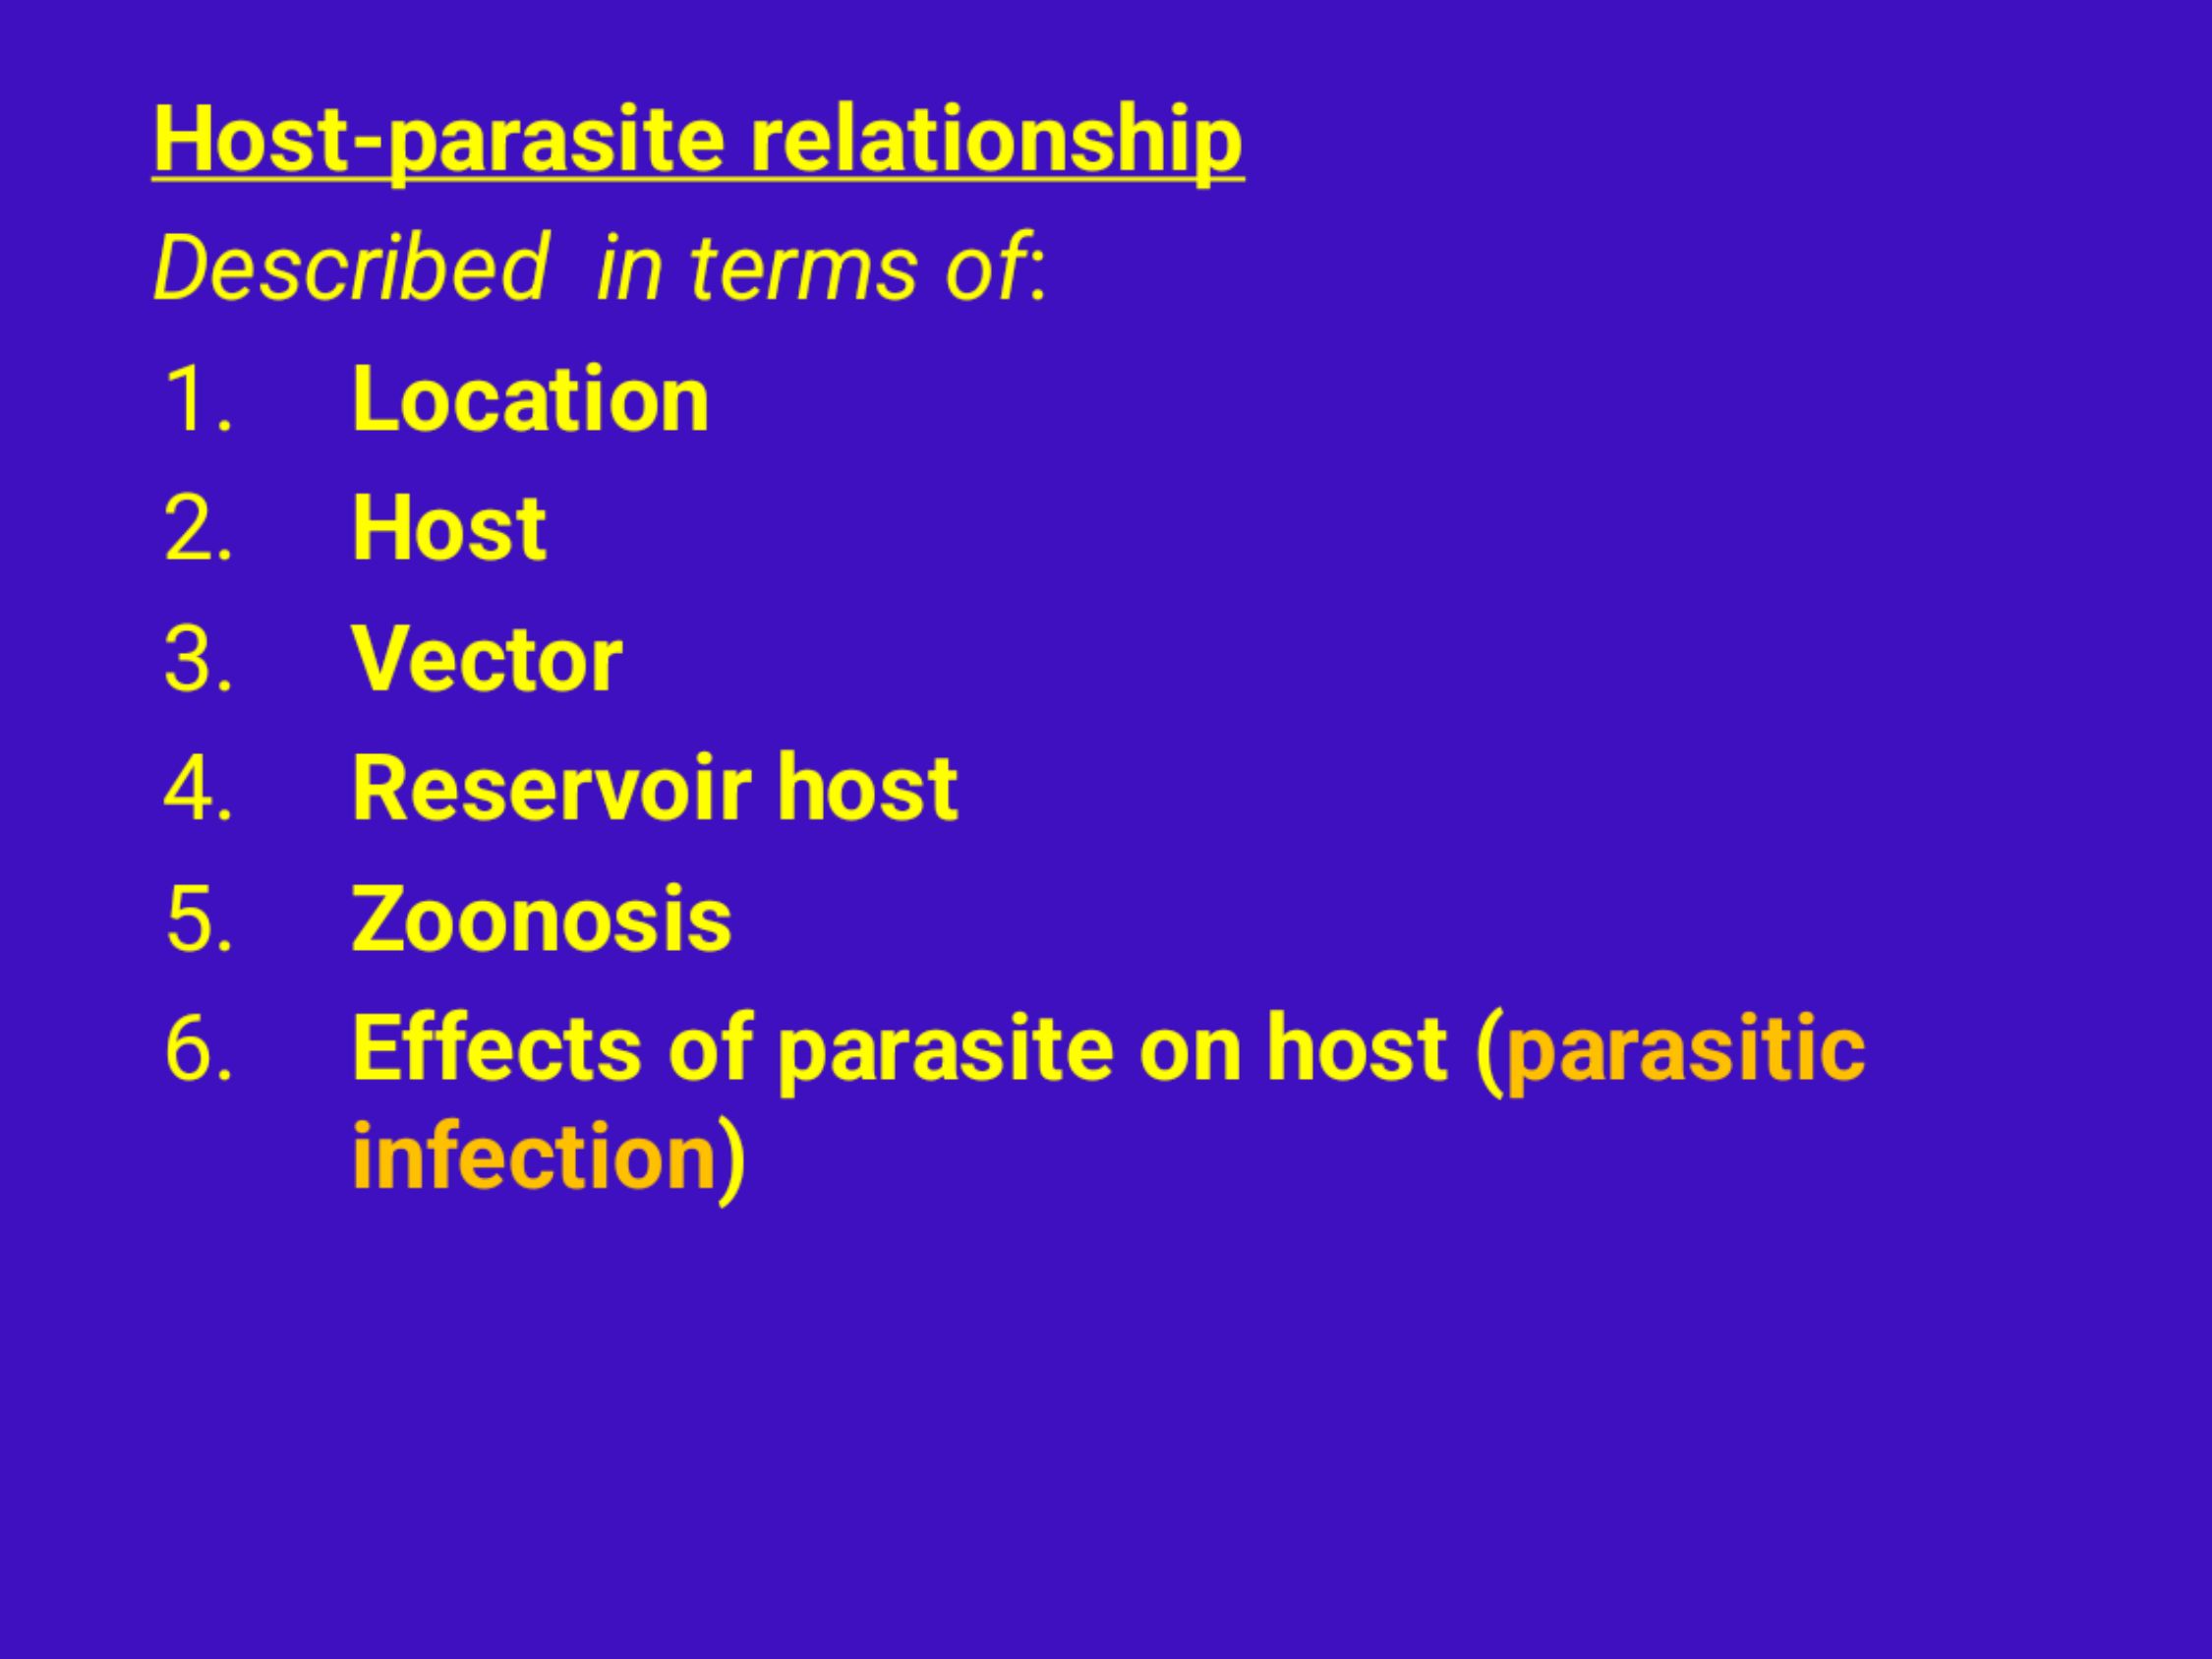 Host-parasite relationship
Described  in terms of:
1. Location
2. Host
3. Vector
4. Reservoir host
5. Zoonosis
6. Effects of parasite on host (parasitic
infection)